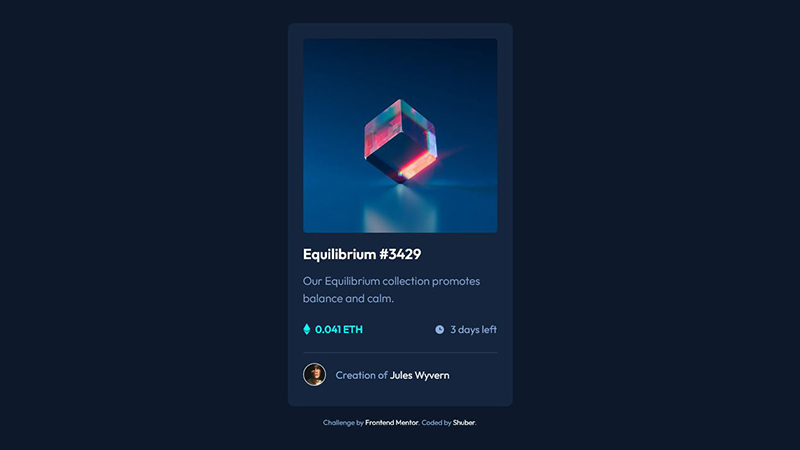 Equilibrium #3429
Our Equilibrium collection promotes
balance and calm.
0.041 ETH
3 days left
Creation of Jules Wyvern
Challenge by Frontend Mentor. Coded by Shuber.